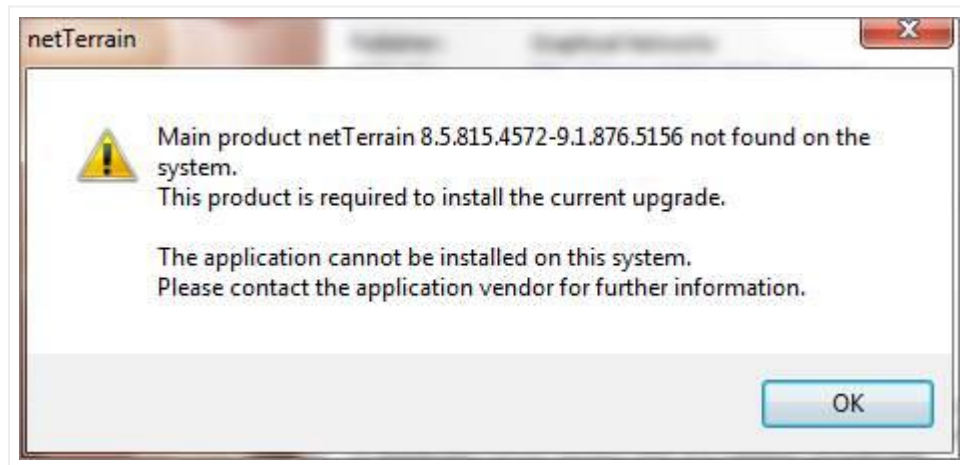 netTerrain
Main product netTerrain 8.5.815.4572-9.1.876.5156 not found on the
system.
This product is required to install the current upgrade.
The application cannot be installed on this system.
Please contact the application vendor for further information.
OK